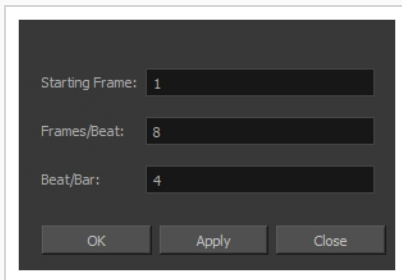 Starting Frame: 1
Frames/Beat: 8
Beat/Bar: 4
OK Apply Close